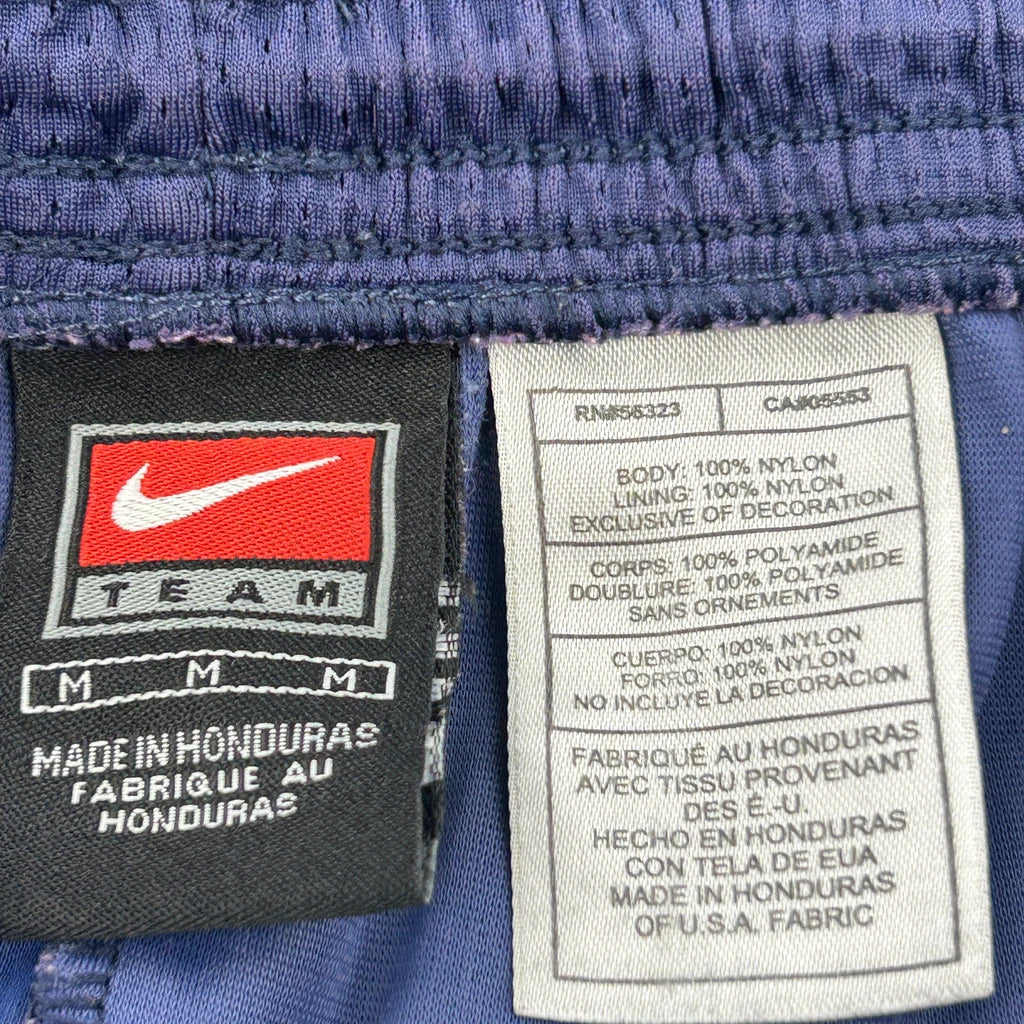 TEAM
M M M
MADE IN HONDURAS
FABRIQUE AU
HONDURAS
RN#56323 CA#05553
BODY: 100% NYLON
LINING: 100% NYLON
EXCLUSIVE OF DECORATION
CORPS: 100% POLYAMIDE
DOUBLURE: 100% POLYAMIDE
SANS ORNEMENTS
CUERPO: 100% NYLON
FORRO: 100% NYLON
NO INCLUYE LA DECORACION
FABRIQUÉ AU HONDURAS
AVEC TISSU PROVENANT
DES É.-U.
HECHO EN HONDURAS
CON TELA DE EUA
MADE IN HONDURAS
OF U.S.A. FABRIC